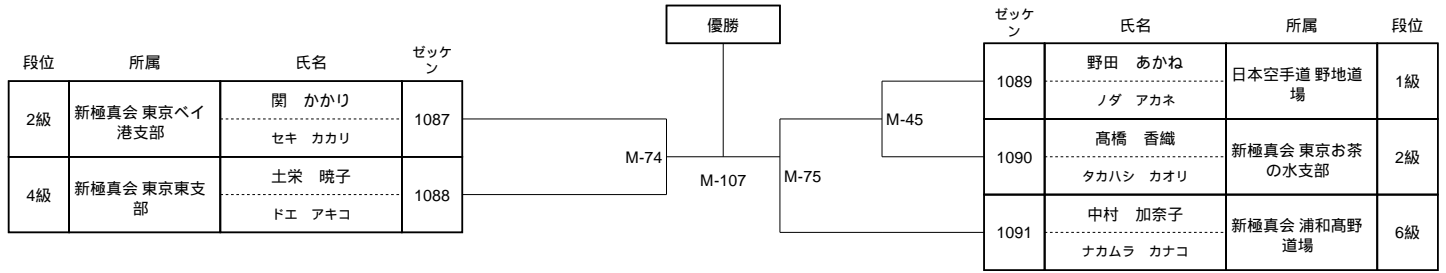 優勝
段位 所属 氏名 ゼッケ
ン
2級 新極真会 東京ベイ
港支部 関 かかり
セキ カカリ 1087
4級 新極真会 東京東支
部 土栄 暁子
ドエ アキコ 1088
M-74
M-107
M-75
M-45
ゼッケ
ン 氏名 所属 段位
1089 野田 あかね
ノダ アカネ 日本空手道 野地道
場 1級
1090 髙橋 香織
タカハシ カオリ 新極真会 東京お茶
の水支部 2級
1091 中村 加奈子
ナカムラ カナコ 新極真会 浦和髙野
道場 6級